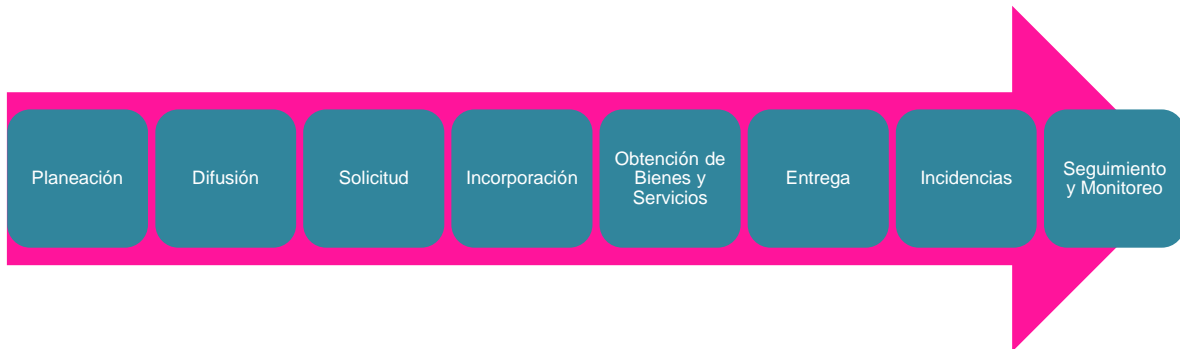 Planeación
Difusión
Solicitud
Incorporación
Obtención de
Bienes y
Servicios
Entrega
Incidencias
Seguimiento
y Monitoreo